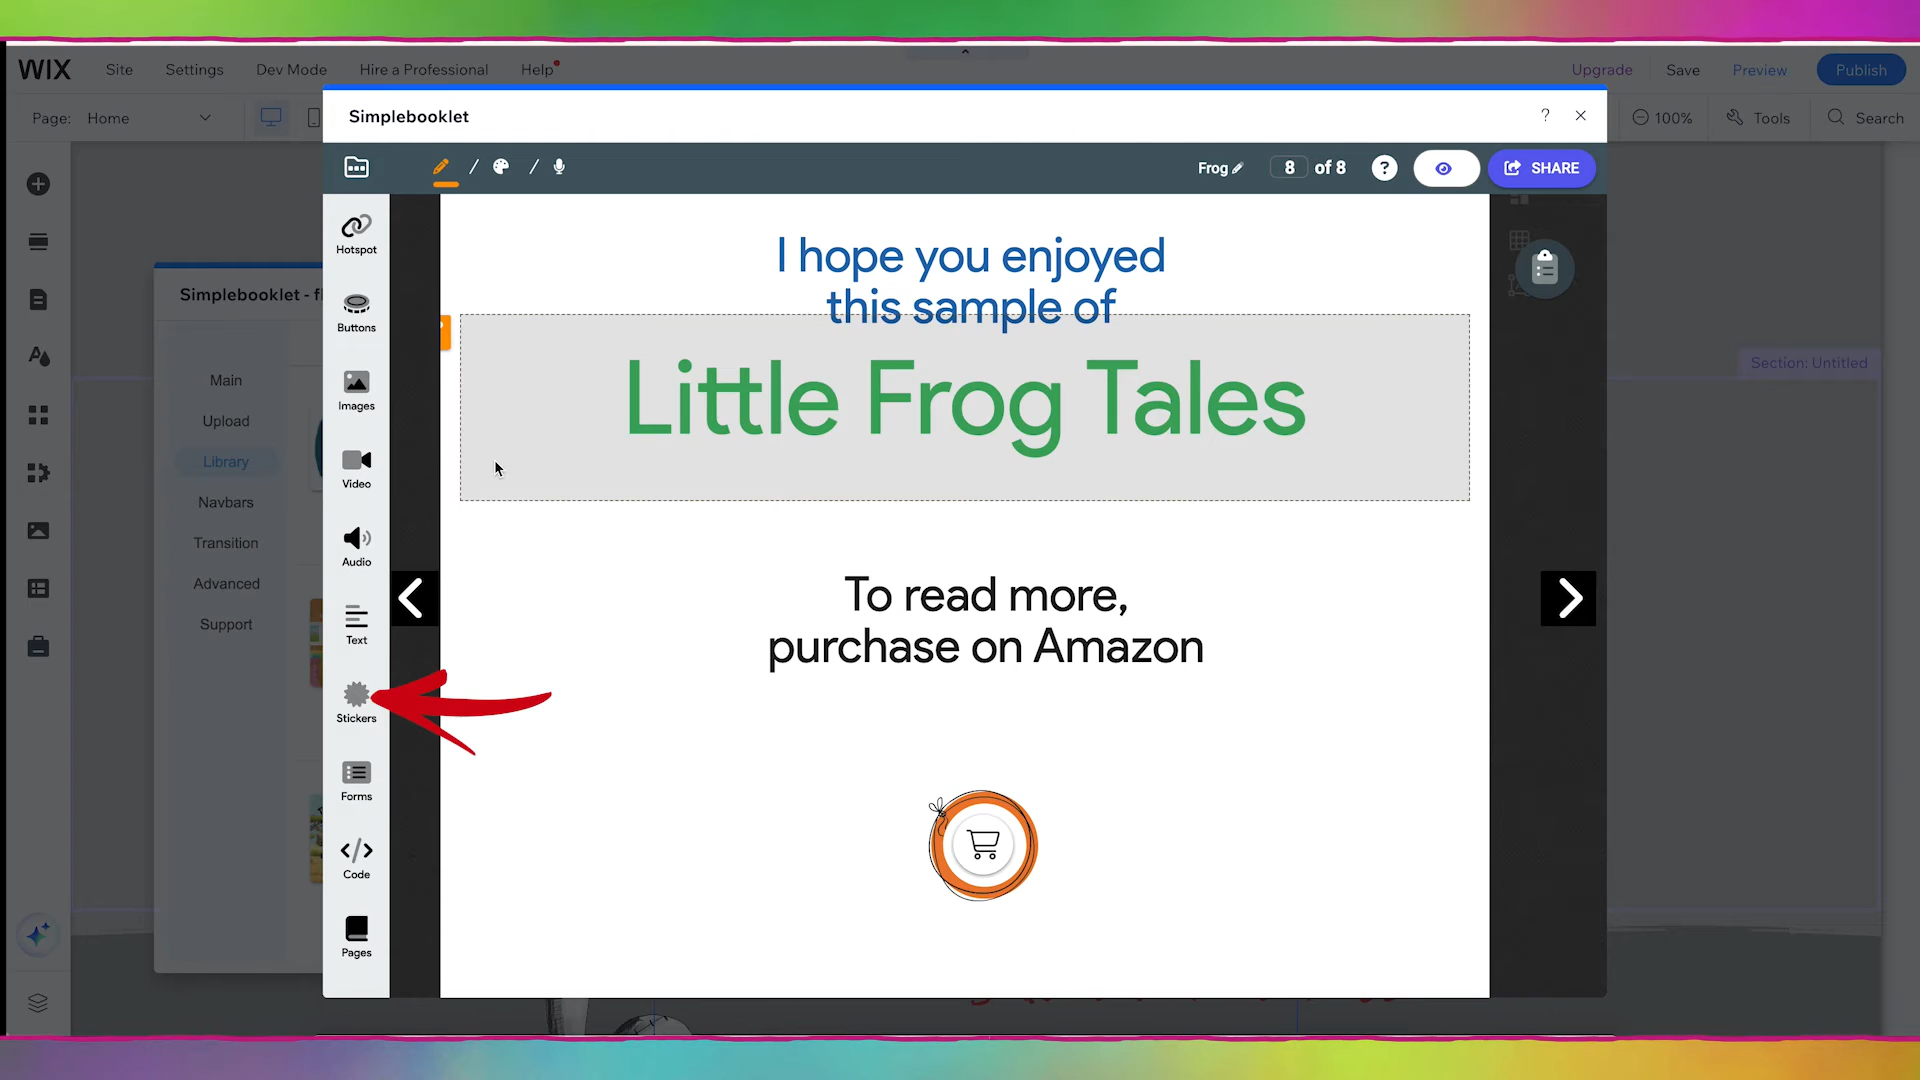 WIX Site Settings Dev Mode Hire a Professional Help Upgrade Save Preview Publish
Page: Home 100% Tools Search
Simplebooklet ?
Frog 8 of 8 ? SHARE
Simplebooklet - fl
Main
Upload
Library
Navbars
Transition
Advanced
Support
Hotspot
Buttons
Images
Video
Audio
Text
Stickers
Forms
Code
Pages
I hope you enjoyed
this sample of
Little Frog Tales
To read more,
purchase on Amazon
Section: Untitled